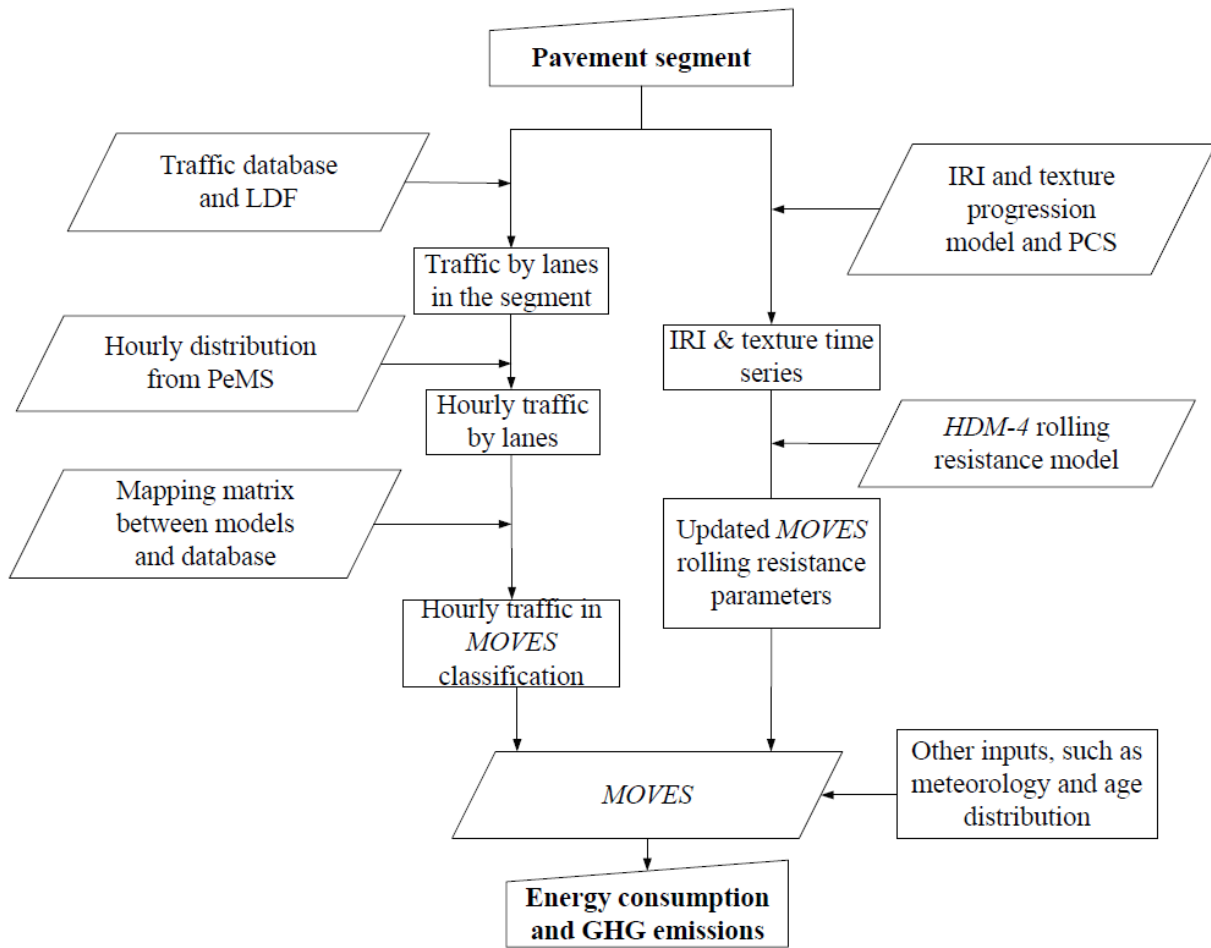 Pavement segment
Traffic database
and LDF
IRI and texture
progression
model and PCS
Traffic by lanes
in the segment
Hourly distribution
from PeMS
IRI & texture time
series
Hourly traffic
by lanes
HDM-4 rolling
resistance model
Mapping matrix
between models
and database
Updated MOVES
rolling resistance
parameters
Hourly traffic in
MOVES
classification
MOVES
Other inputs, such as
meteorology and age
distribution
Energy consumption
and GHG emissions